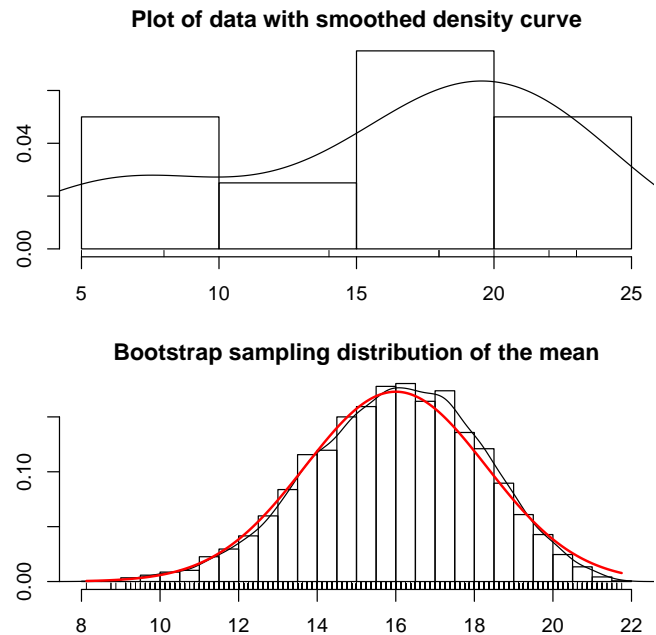 Plot of data with smoothed density curve
0.04
0.00
5 10 15 20 25
Bootstrap sampling distribution of the mean
0.10
0.00
8 10 12 14 16 18 20 22